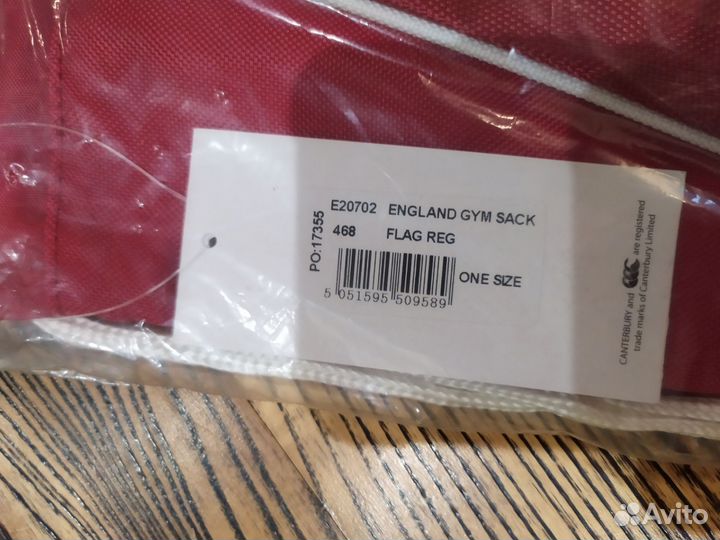 E20702 ENGLAND GYM SACK
468 FLAG REG
PO:17355
ONE SIZE
5 051595 509589
CANTERBURY and CCC are registered
trade marks of Canterbury Limited
Avito